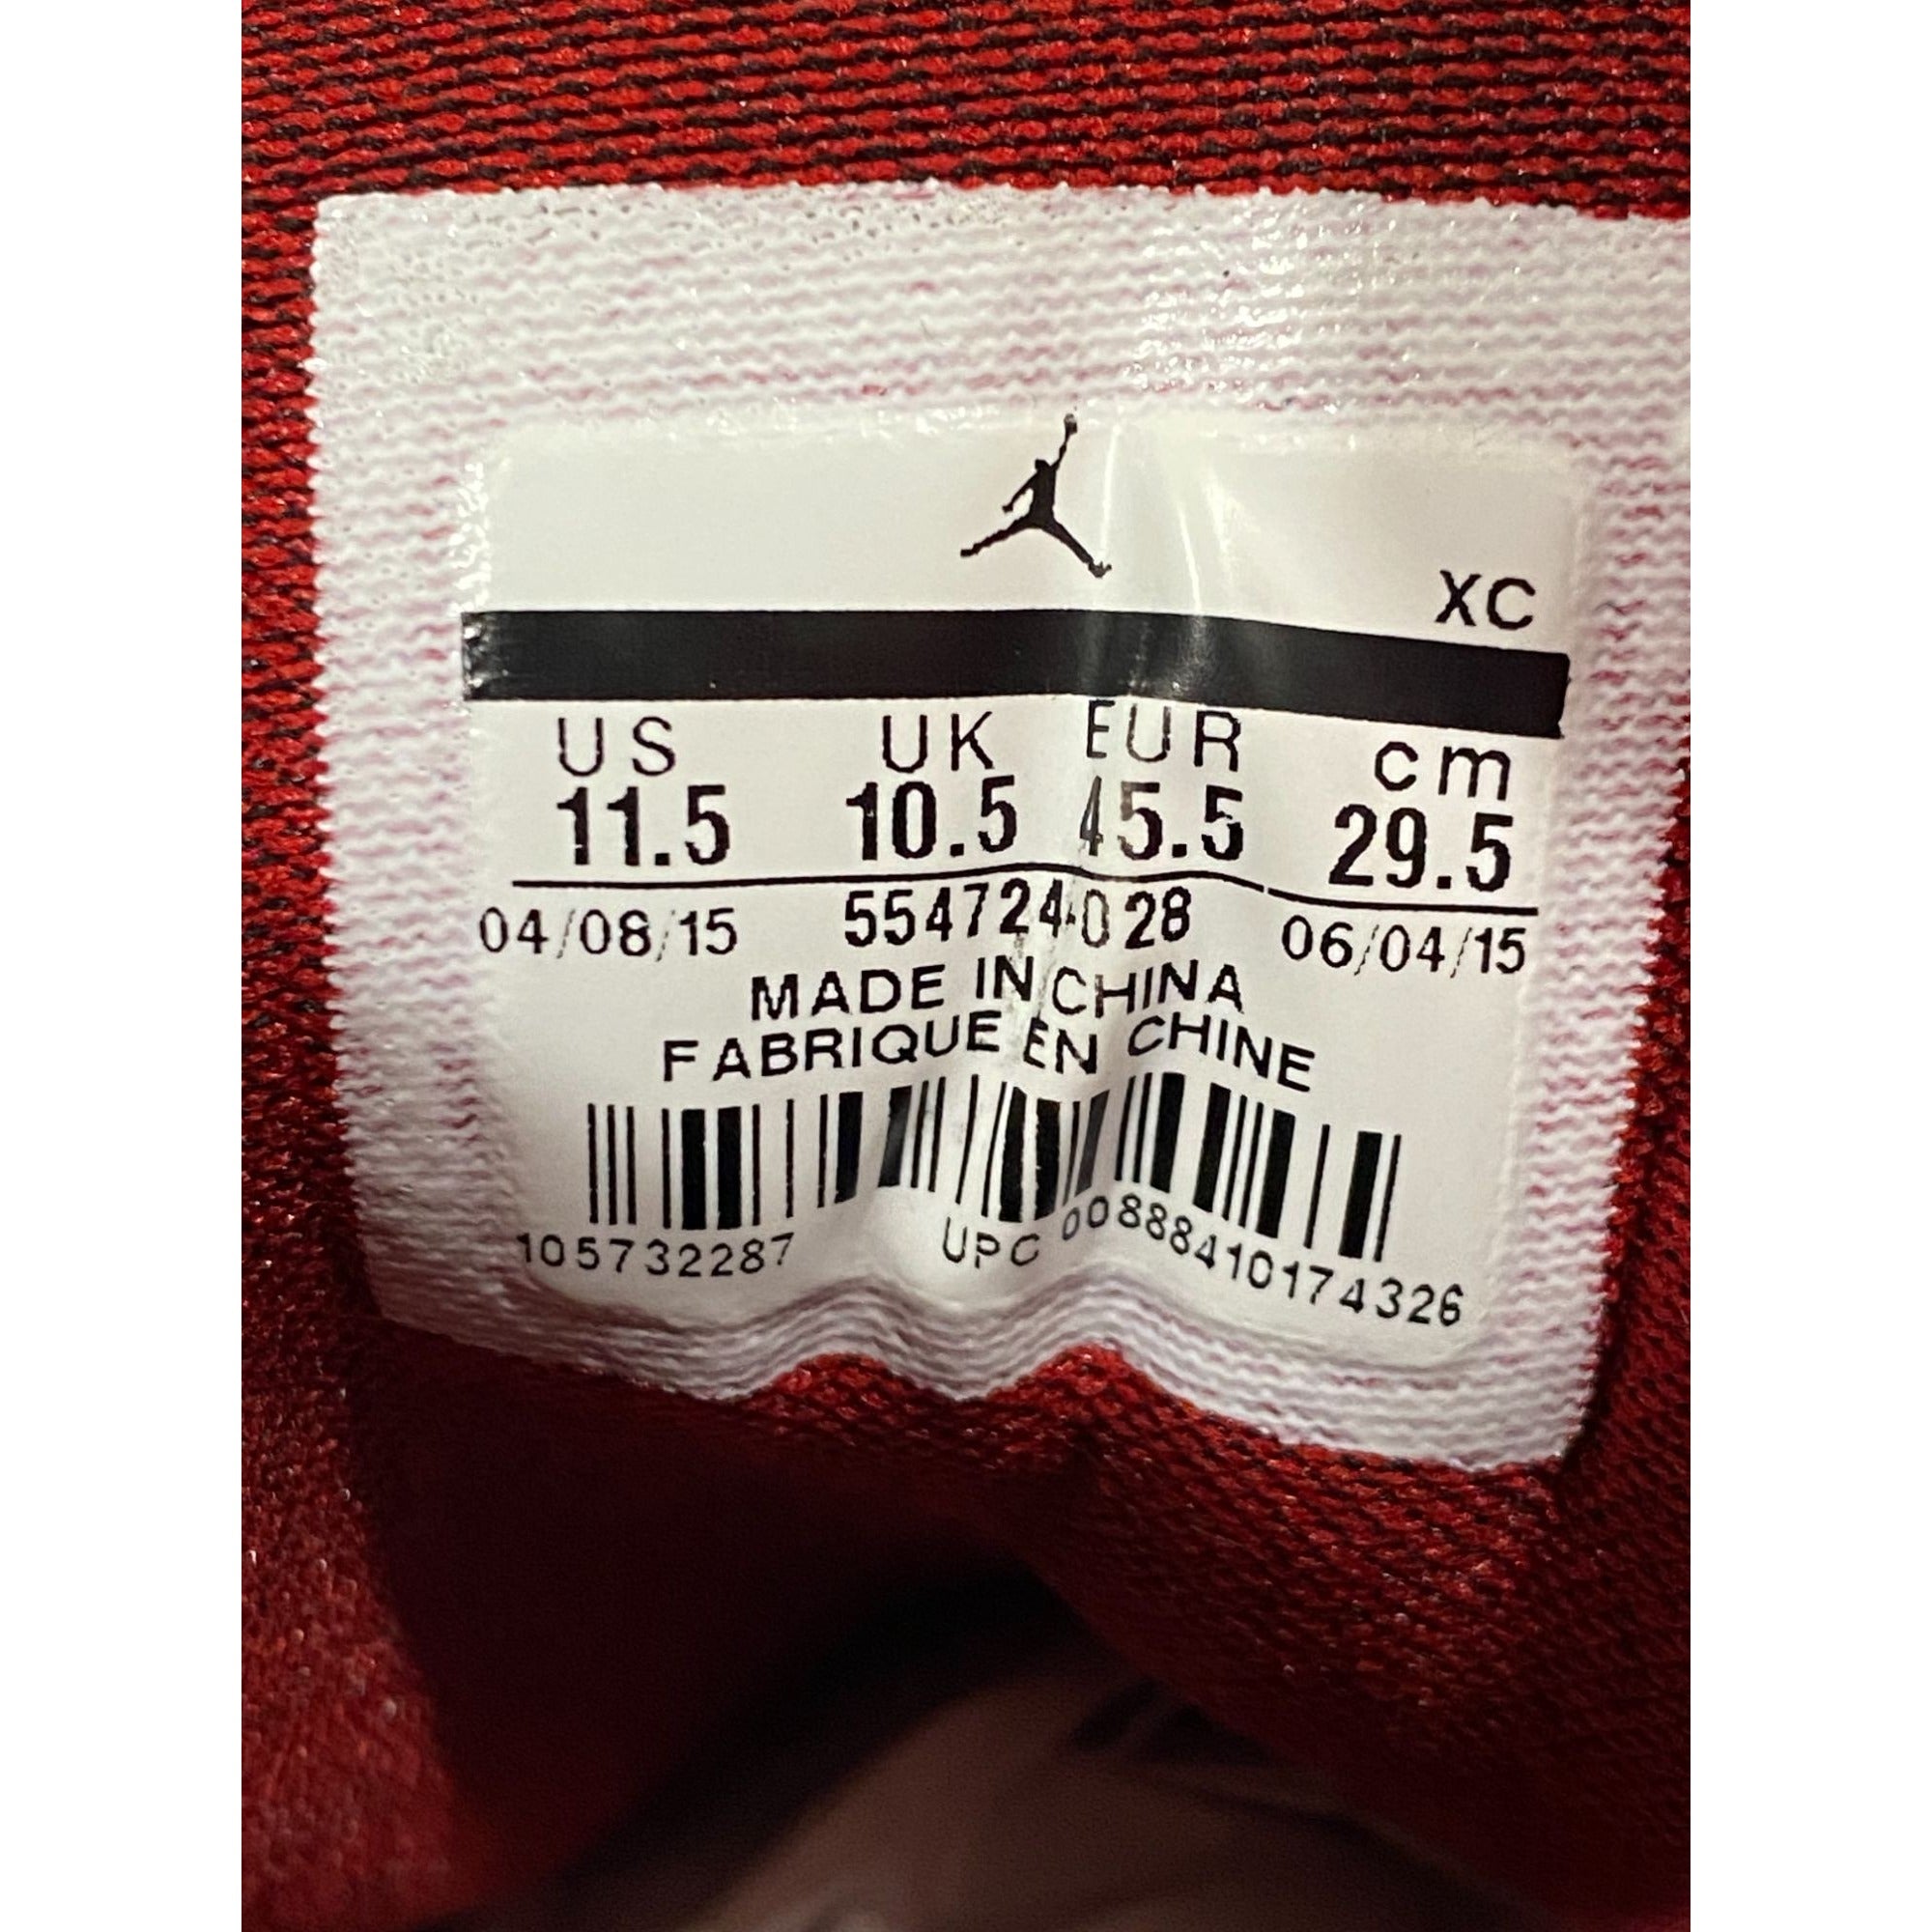 XC
US UK EUR cm
11.5 10.5 45.5 29.5
04/08/15 554724-028 06/04/15
MADE IN CHINA
FABRIQUE EN CHINE
105732287 UPC 00888410174326